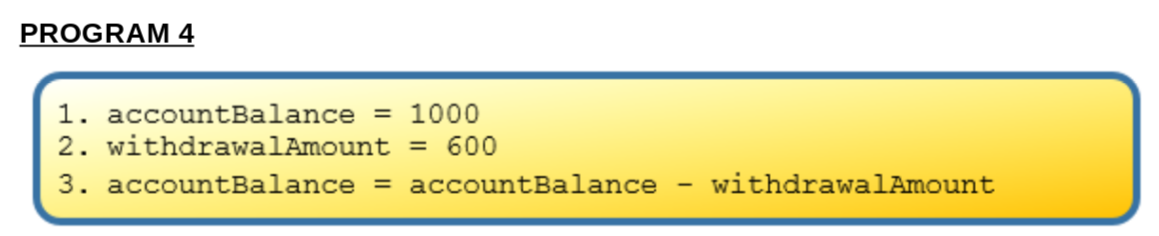 PROGRAM 4
1. accountBalance = 1000
2. withdrawalAmount = 600
3. accountBalance = accountBalance - withdrawalAmount